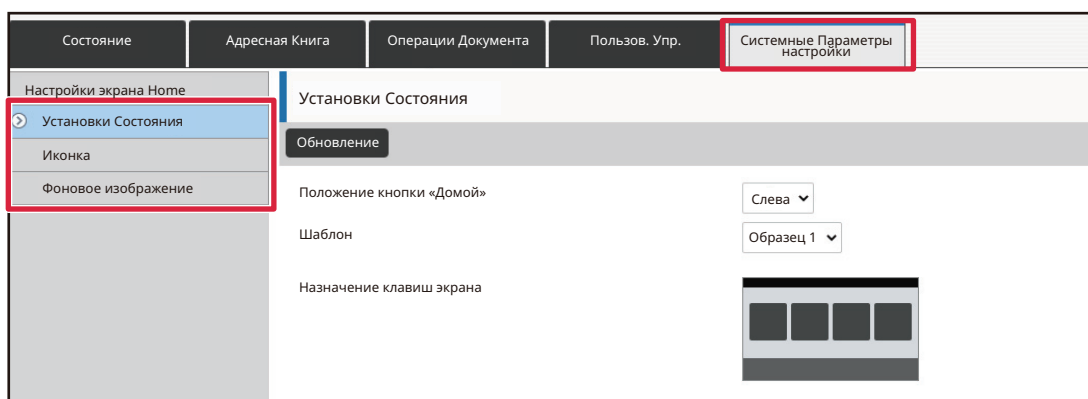 Состояние
Адресная Книга
Операции Документа
Пользов. Упр.
Системные Параметры
настройки
Настройки экрана Home
Установки Состояния
Иконка
Фоновое изображение
Установки Состояния
Обновление
Положение кнопки «Домой»
Слева
Шаблон
Образец 1
Назначение клавиш экрана